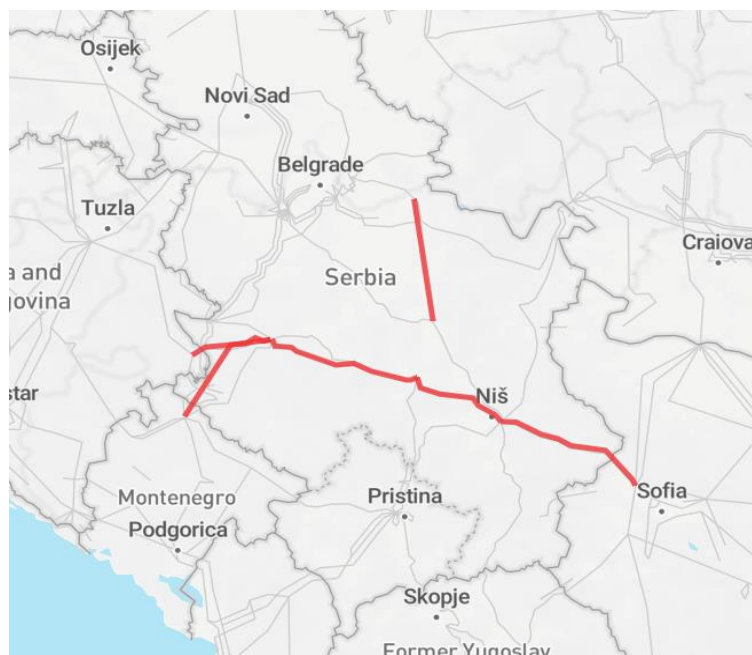 Osijek
Novi Sad
Belgrade
Tuzla
Craiova
a and
govina
Serbia
star
Niš
Montenegro
Pristina
Sofia
Podgorica
Skopje
Former Yugoslav